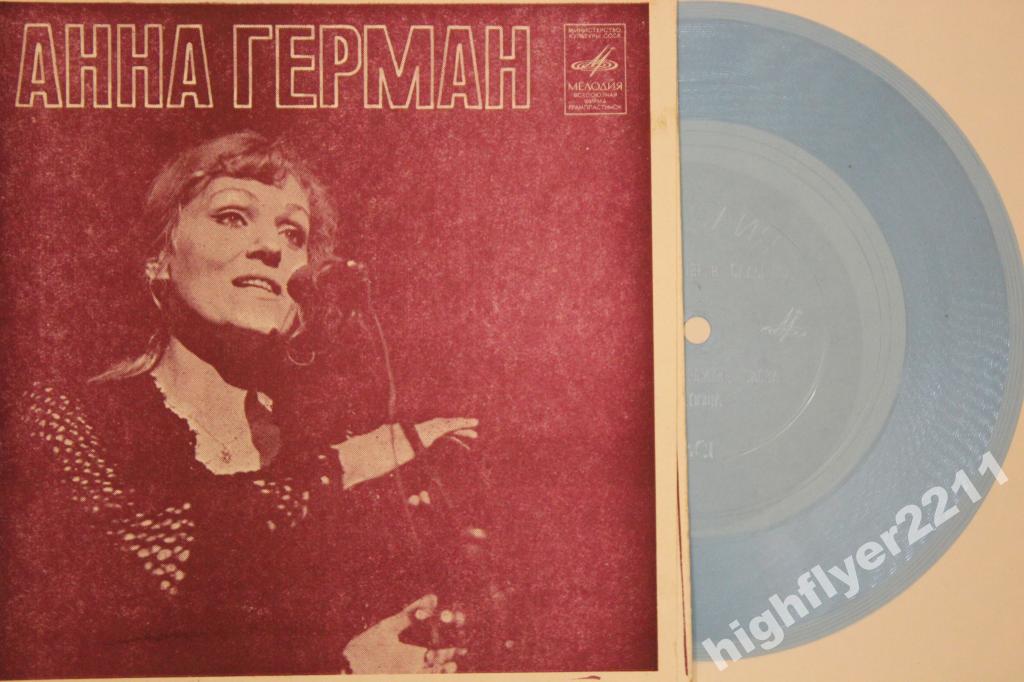 АННА ГЕРМАН
МИНИСТЕРСТВО
КУЛЬТУРЫ СССР
МЕЛОДИЯ
ВСЕСОЮЗНАЯ
ФИРМА
ГРАМПЛАСТИНОК
highflyer2211